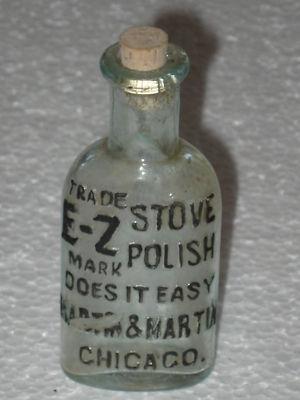 TRADE
E-Z STOVE
MARK POLISH
DOES IT EASY
MARTIN & MARTIN
CHICAGO.